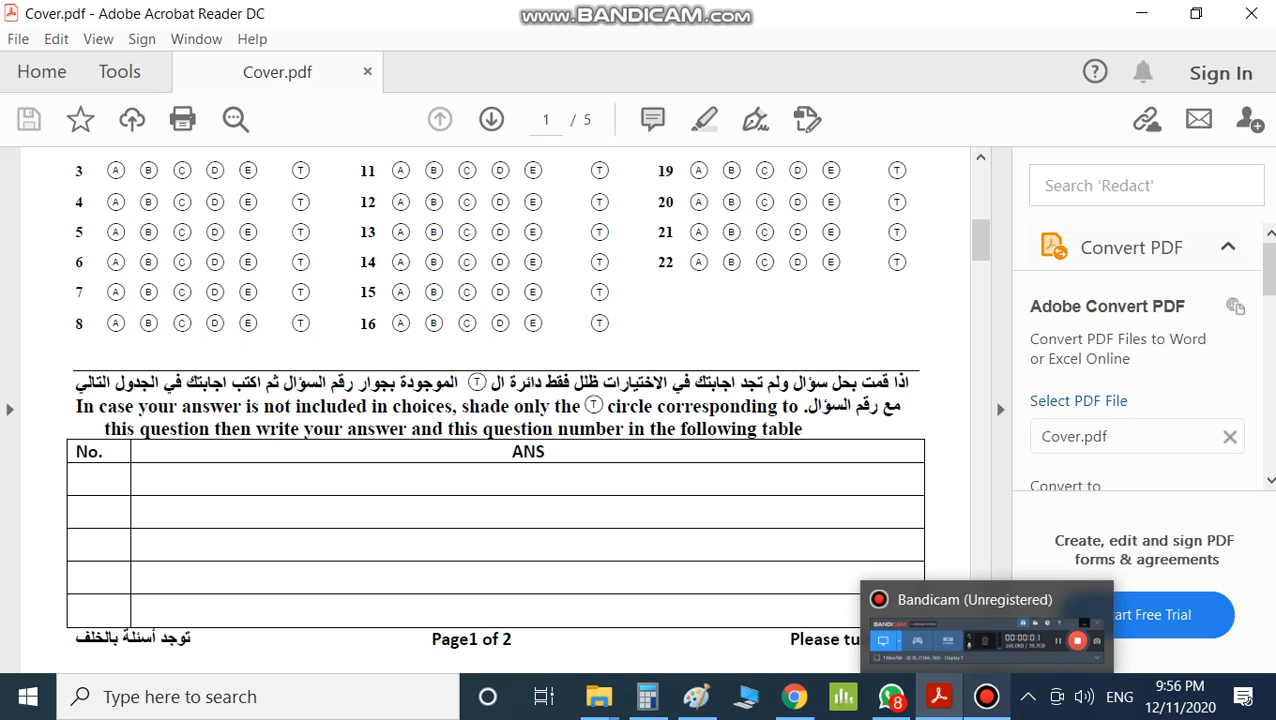 Cover.pdf - Adobe Acrobat Reader DC
www.BANDICAM.com
File Edit View Sign Window Help
Home Tools Cover.pdf Sign In
1 / 5
3 A B C D E T 11 A B C D E T 19 A B C D E T
4 A B C D E T 12 A B C D E T 20 A B C D E T
5 A B C D E T 13 A B C D E T 21 A B C D E T
6 A B C D E T 14 A B C D E T 22 A B C D E T
7 A B C D E T 15 A B C D E T
8 A B C D E T 16 A B C D E T
اذا قمت بحل سؤال ولم تجد اجابتك في الاختيارات ظلل فقط دائرة ال T الموجودة بجوار رقم السؤال ثم اكتب اجابتك في الجدول التالي
In case your answer is not included in choices, shade only the T circle corresponding to مع رقم السؤال.
this question then write your answer and this question number in the following table
No. ANS
توجد أسئلة بالخلف Page1 of 2 Please tu
Search 'Redact'
Convert PDF
Adobe Convert PDF
Convert PDF Files to Word
or Excel Online
Select PDF File
Cover.pdf
Convert to
Create, edit and sign PDF
forms & agreements
tart Free Trial
Bandicam (Unregistered)
BANDICAM
00:00:01
Type here to search
8
ENG
9:56 PM
12/11/2020